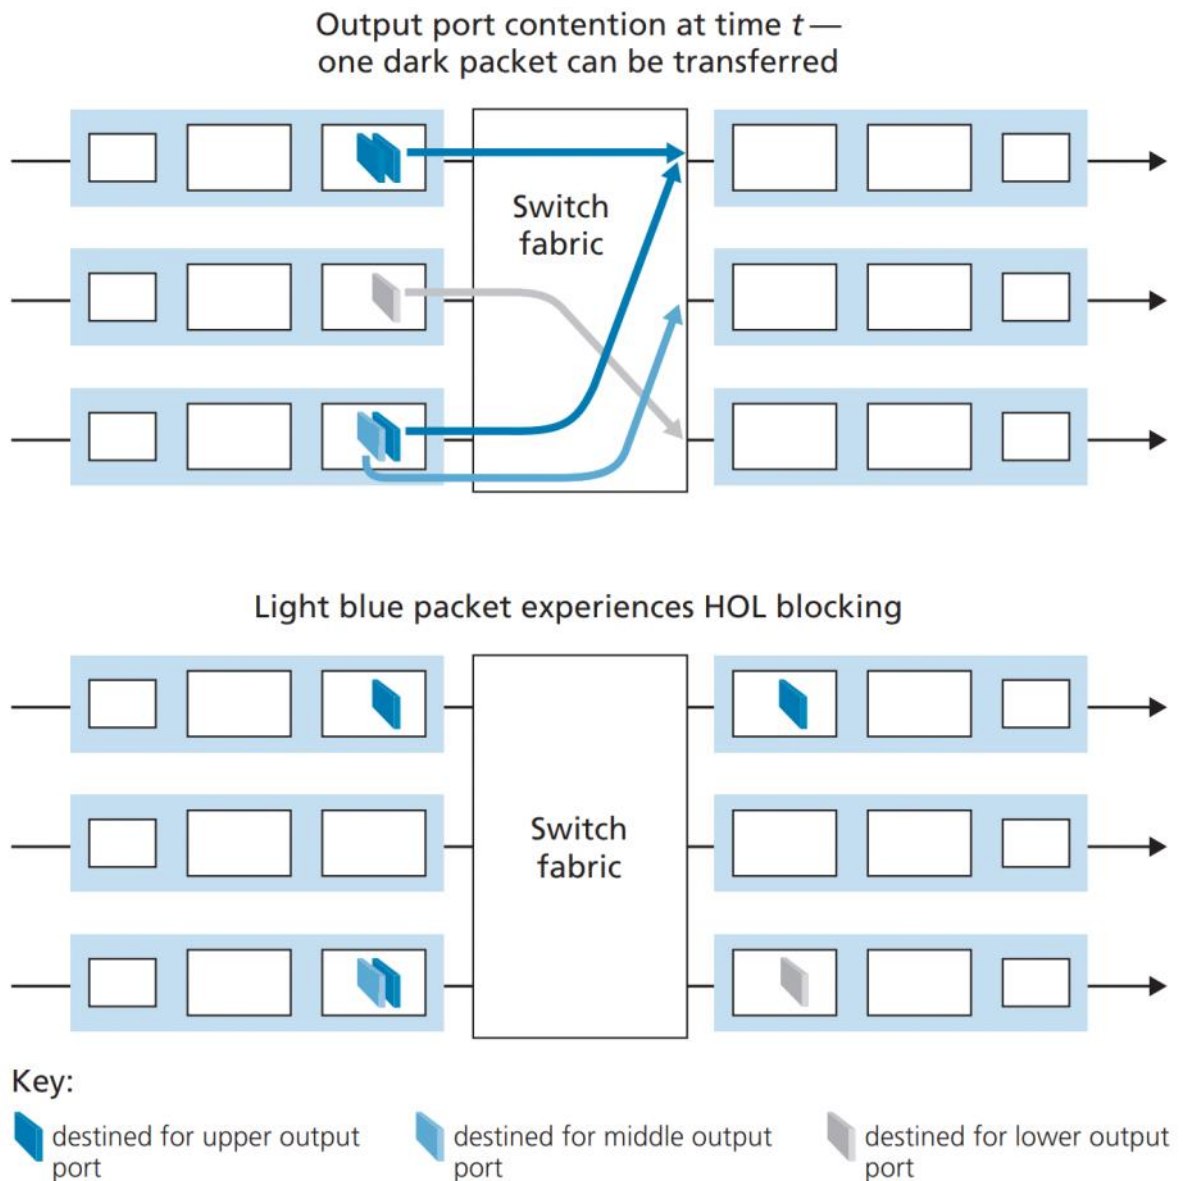 Output port contention at time t—
one dark packet can be transferred
Switch
fabric
Light blue packet experiences HOL blocking
Switch
fabric
Key:
destined for upper output
port
destined for middle output
port
destined for lower output
port